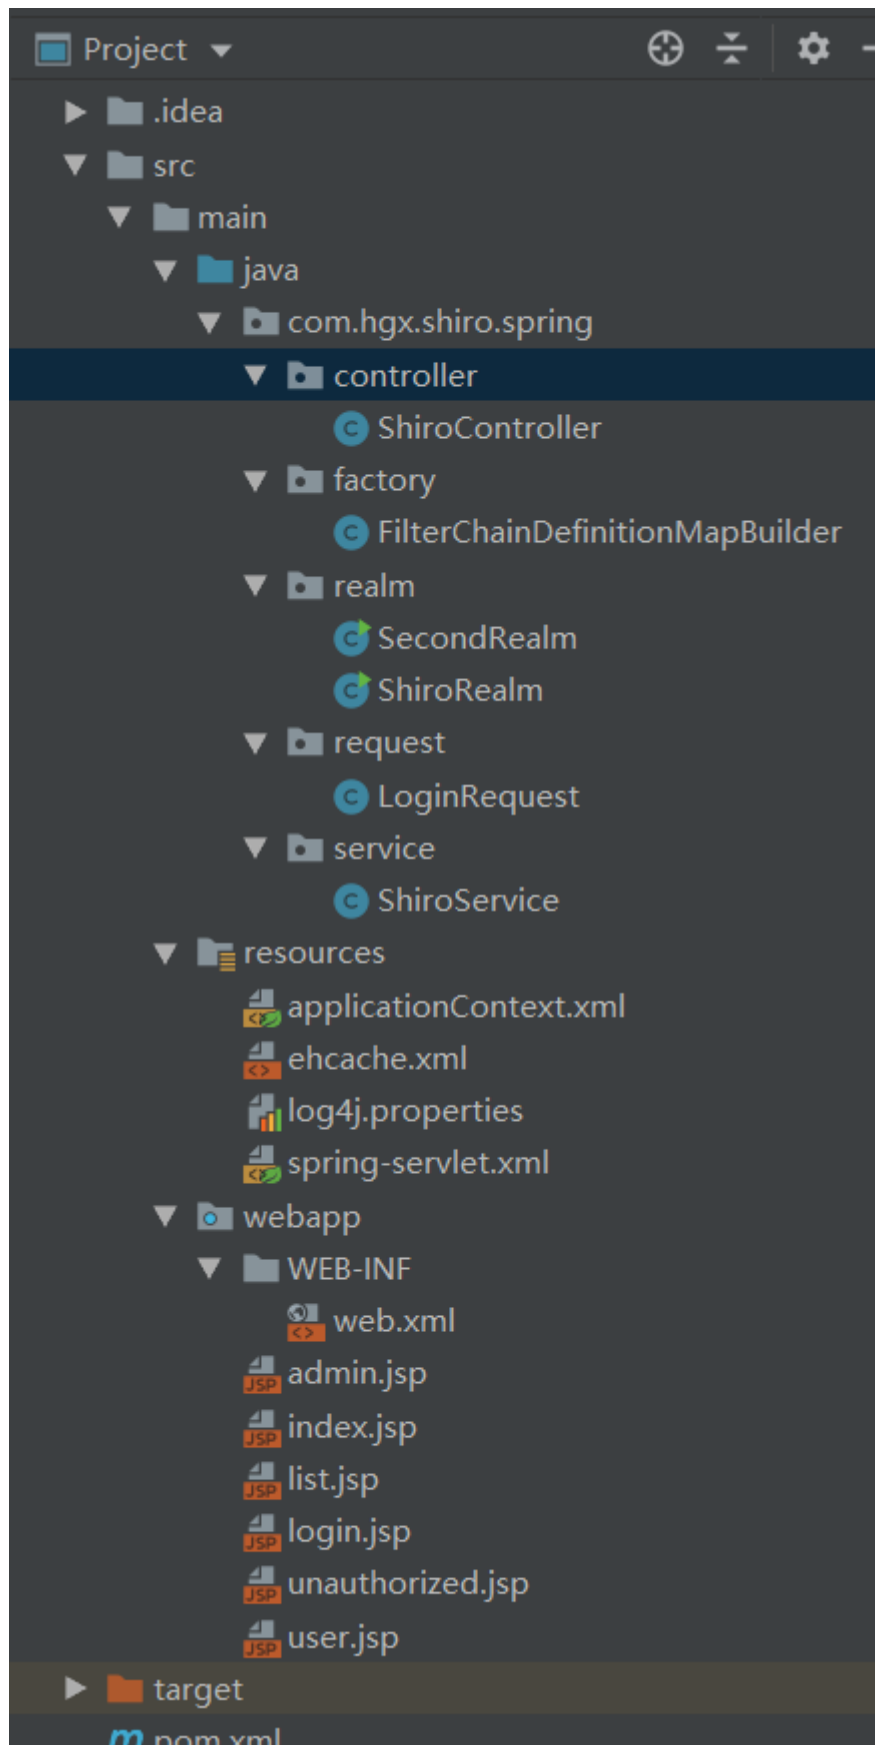 Project
.idea
src
main
java
com.hgx.shiro.spring
controller
ShiroController
factory
FilterChainDefinitionMapBuilder
realm
SecondRealm
ShiroRealm
request
LoginRequest
service
ShiroService
resources
applicationContext.xml
ehcache.xml
log4j.properties
spring-servlet.xml
webapp
WEB-INF
web.xml
admin.jsp
index.jsp
list.jsp
login.jsp
unauthorized.jsp
user.jsp
target
pom.xml